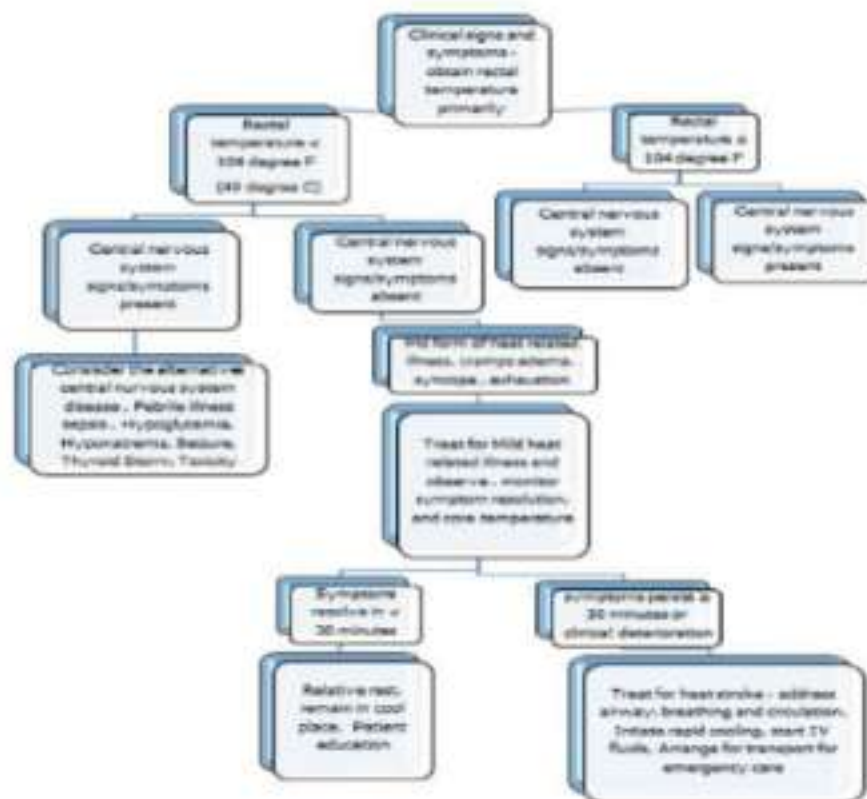 Clinical signs and
symptoms -
obtain rectal
temperature
primarily
Rectal
temperature <
104 degree F
(40 degree C)
Rectal
temperature ≥
104 degree F
Central nervous
system
signs/symptoms
present
Central nervous
system
signs/symptoms
absent
Central nervous
system
signs/symptoms
absent
Central nervous
system
signs/symptoms
present
Consider the
central nervous system
disease, Febrile illness
sepsis,
Seizure,
Thyroid Storm, Toxicity
form of heat related
illness, cramps edema,
syncope, exhaustion
Treat for Mild heat
related illness and
observe, monitor
symptom resolution,
and core temperature
Symptoms
resolve in <
30 minutes
symptoms persist ≥
30 minutes or
clinical deterioration
Relative rest,
remain in cool
place, Patient
education
Treat for heat stroke - address
airway, breathing and circulation,
rapid cooling, start IV
fluids, Arrange for transport for
emergency care